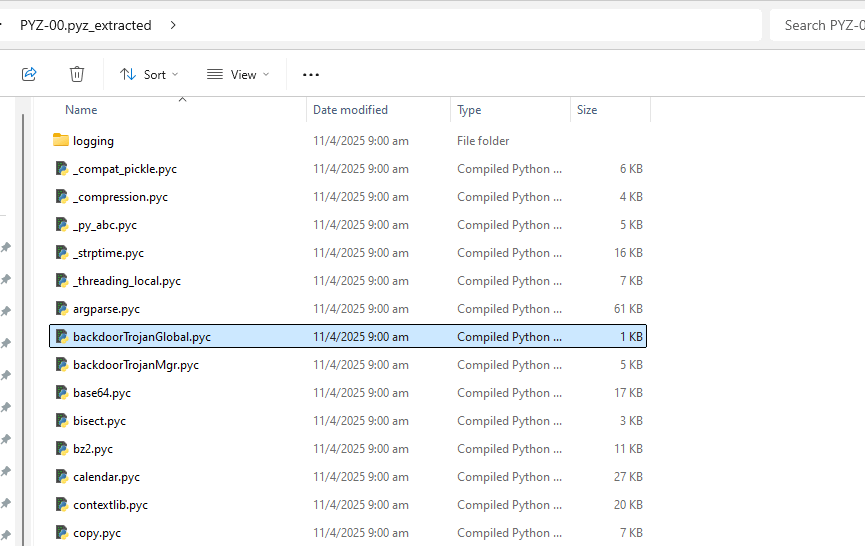 PYZ-00.pyz_extracted
Search PYZ-0
Sort View
Name Date modified Type Size
logging 11/4/2025 9:00 am File folder
_compat_pickle.pyc 11/4/2025 9:00 am Compiled Python ... 6 KB
_compression.pyc 11/4/2025 9:00 am Compiled Python ... 4 KB
_py_abc.pyc 11/4/2025 9:00 am Compiled Python ... 5 KB
_strptime.pyc 11/4/2025 9:00 am Compiled Python ... 16 KB
_threading_local.pyc 11/4/2025 9:00 am Compiled Python ... 7 KB
argparse.pyc 11/4/2025 9:00 am Compiled Python ... 61 KB
backdoorTrojanGlobal.pyc 11/4/2025 9:00 am Compiled Python ... 1 KB
backdoorTrojanMgr.pyc 11/4/2025 9:00 am Compiled Python ... 5 KB
base64.pyc 11/4/2025 9:00 am Compiled Python ... 17 KB
bisect.pyc 11/4/2025 9:00 am Compiled Python ... 3 KB
bz2.pyc 11/4/2025 9:00 am Compiled Python ... 11 KB
calendar.pyc 11/4/2025 9:00 am Compiled Python ... 27 KB
contextlib.pyc 11/4/2025 9:00 am Compiled Python ... 20 KB
copy.pyc 11/4/2025 9:00 am Compiled Python ... 7 KB